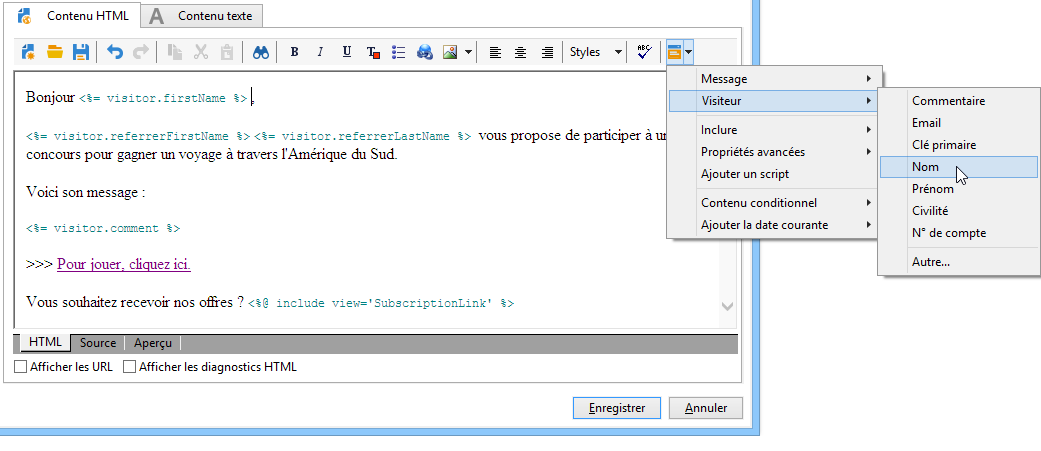 Contenu HTML
A Contenu texte
B I U T Styles ABC
Bonjour <%= visitor.firstName %> ,
<%= visitor.referrerFirstName %> <%= visitor.referrerLastName %> vous propose de participer à un
concours pour gagner un voyage à travers l'Amérique du Sud.
Voici son message :
<%= visitor.comment %>
>>> Pour jouer, cliquez ici.
Vous souhaitez recevoir nos offres ? <%@ include view='SubscriptionLink' %>
HTML Source Aperçu
Afficher les URL Afficher les diagnostics HTML
Enregistrer Annuler
Message
Visiteur
Inclure
Propriétés avancées
Ajouter un script
Contenu conditionnel
Ajouter la date courante
Commentaire
Email
Clé primaire
Nom
Prénom
Civilité
N° de compte
Autre...